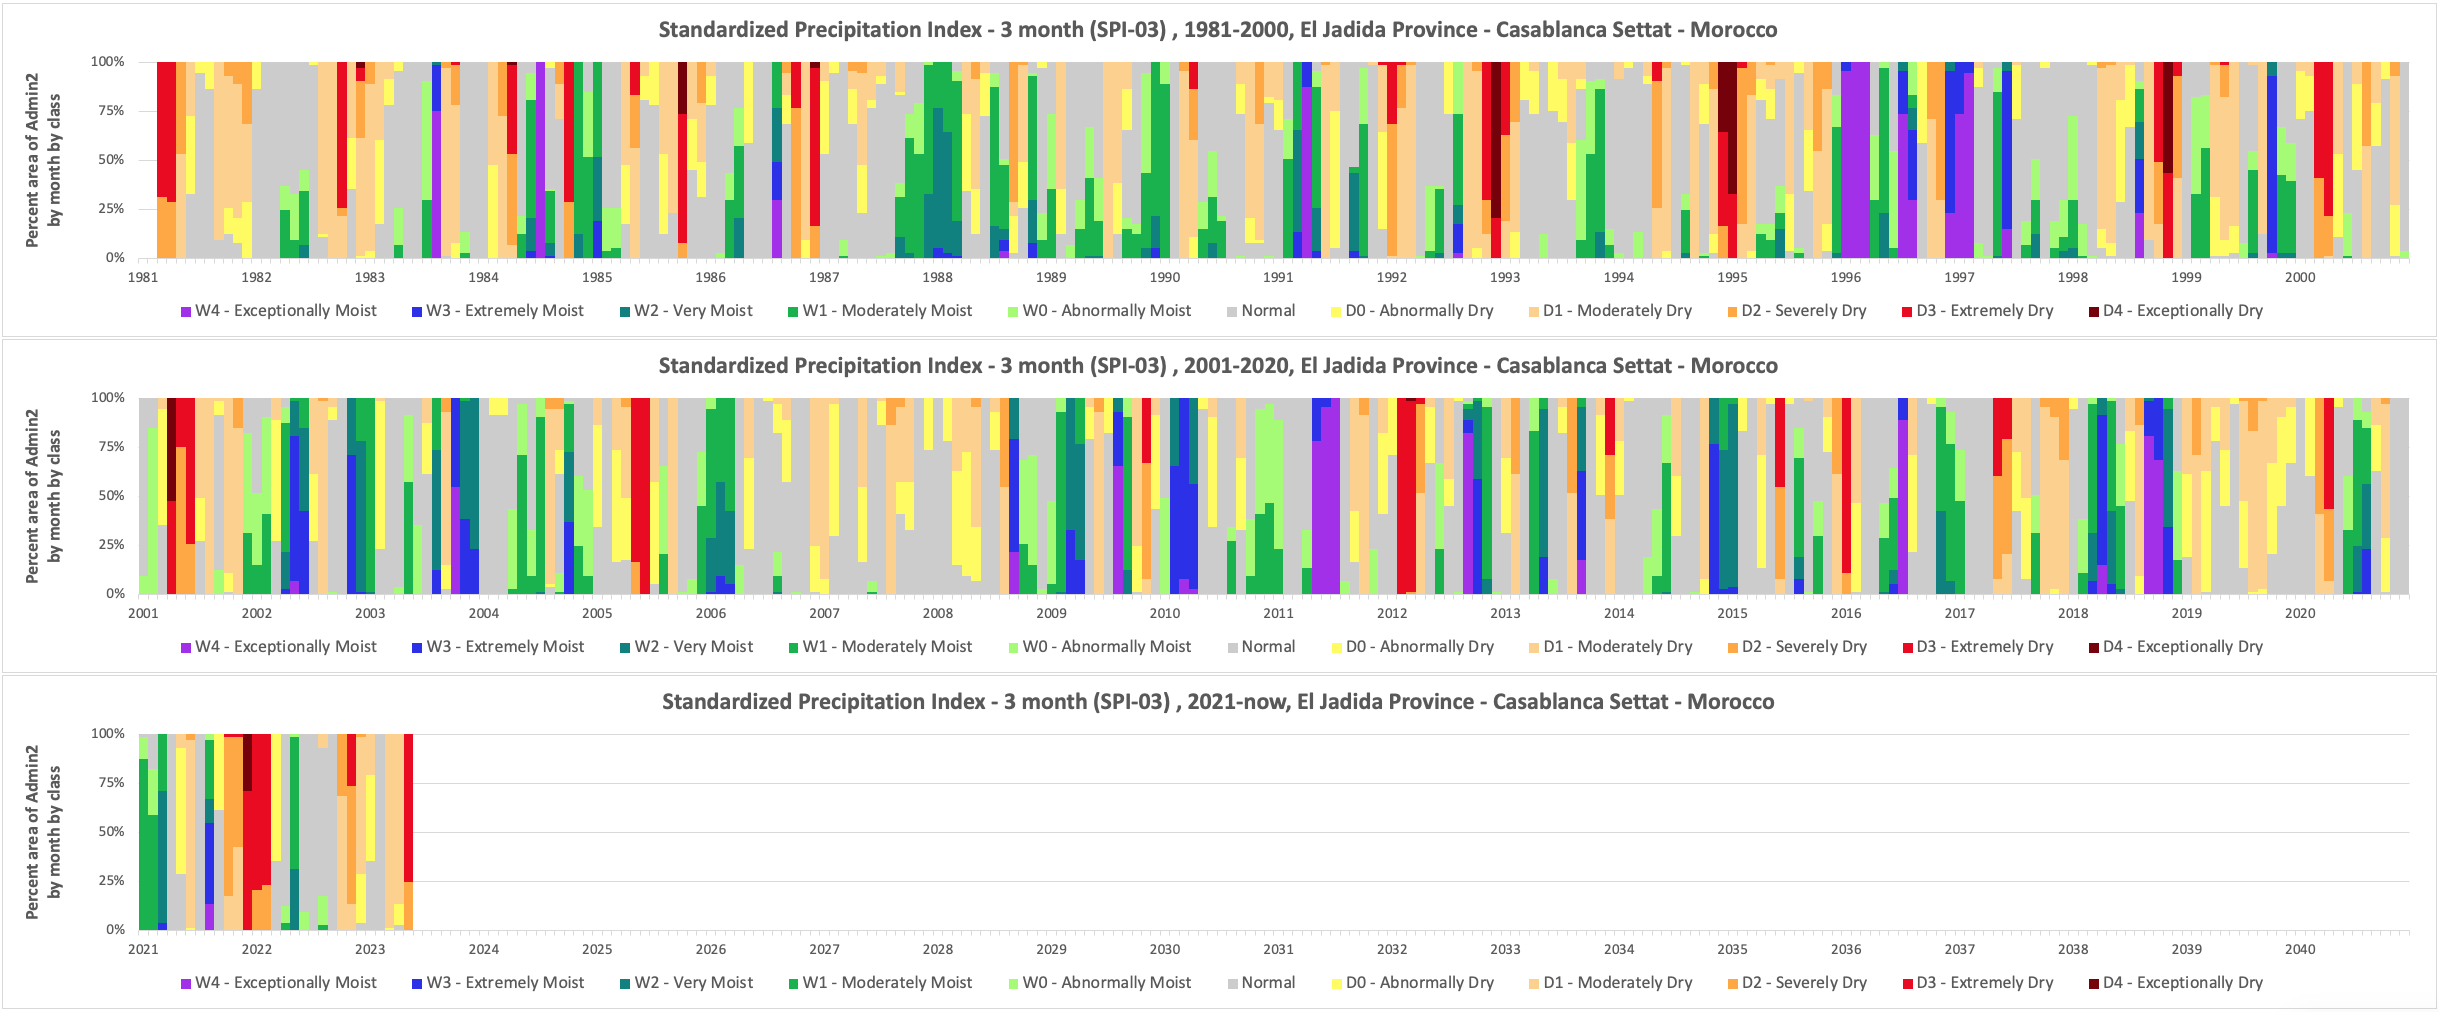 Standardized Precipitation Index - 3 month (SPI-03) , 1981-2000, El Jadida Province - Casablanca Settat - Morocco
Percent area of Admin2
by month by class
100%
75%
50%
25%
0%
1981 1982 1983 1984 1985 1986 1987 1988 1989 1990 1991 1992 1993 1994 1995 1996 1997 1998 1999 2000
W4 - Exceptionally Moist W3 - Extremely Moist W2 - Very Moist W1 - Moderately Moist W0 - Abnormally Moist Normal D0 - Abnormally Dry D1 - Moderately Dry D2 - Severely Dry D3 - Extremely Dry D4 - Exceptionally Dry
Standardized Precipitation Index - 3 month (SPI-03) , 2001-2020, El Jadida Province - Casablanca Settat - Morocco
Percent area of Admin2
by month by class
100%
75%
50%
25%
0%
2001 2002 2003 2004 2005 2006 2007 2008 2009 2010 2011 2012 2013 2014 2015 2016 2017 2018 2019 2020
W4 - Exceptionally Moist W3 - Extremely Moist W2 - Very Moist W1 - Moderately Moist W0 - Abnormally Moist Normal D0 - Abnormally Dry D1 - Moderately Dry D2 - Severely Dry D3 - Extremely Dry D4 - Exceptionally Dry
Standardized Precipitation Index - 3 month (SPI-03) , 2021-now, El Jadida Province - Casablanca Settat - Morocco
Percent area of Admin2
by month by class
100%
75%
50%
25%
0%
2021 2022 2023 2024 2025 2026 2027 2028 2029 2030 2031 2032 2033 2034 2035 2036 2037 2038 2039 2040
W4 - Exceptionally Moist W3 - Extremely Moist W2 - Very Moist W1 - Moderately Moist W0 - Abnormally Moist Normal D0 - Abnormally Dry D1 - Moderately Dry D2 - Severely Dry D3 - Extremely Dry D4 - Exceptionally Dry